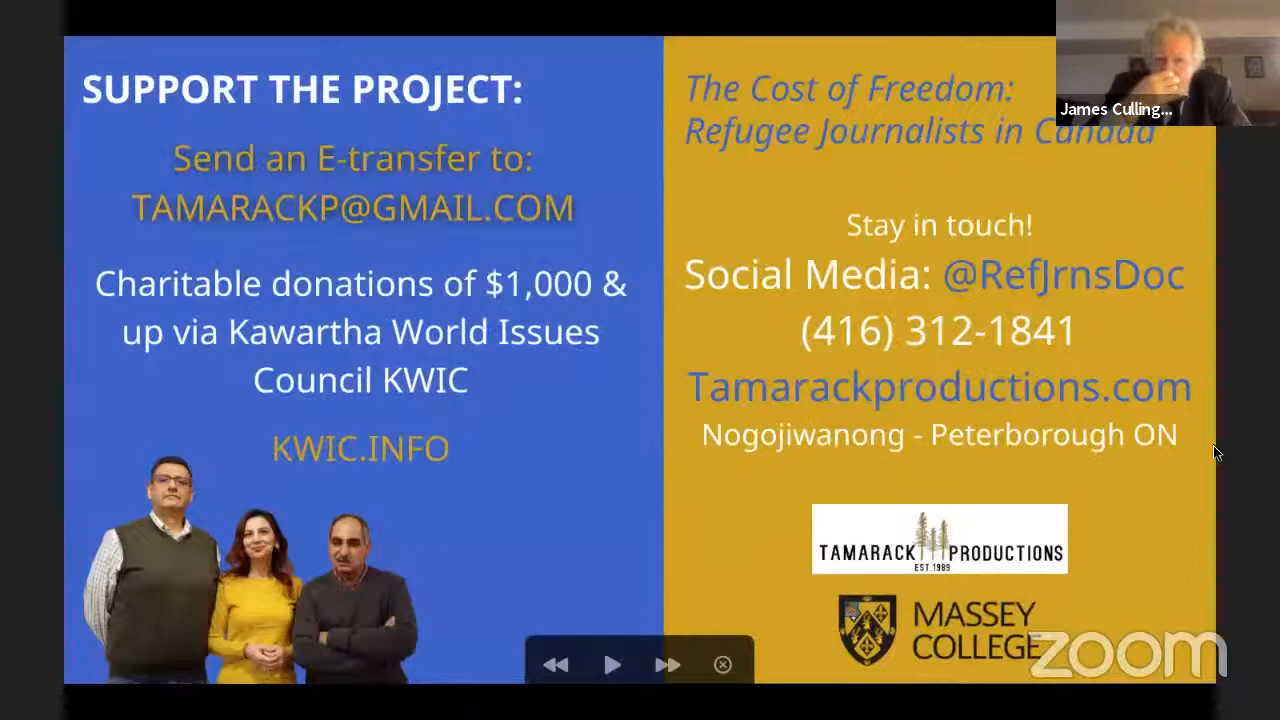 SUPPORT THE PROJECT:
Send an E-transfer to:
TAMARACKP@GMAIL.COM
Charitable donations of $1,000 &
up via Kawartha World Issues
Council KWIC
KWIC.INFO
The Cost of Freedom:
Refugee Journalists in Canada
James Culling...
Stay in touch!
Social Media: @RefJrnsDoc
(416) 312-1841
Tamarackproductions.com
Nogojiwanong - Peterborough ON
TAMARACK PRODUCTIONS
EST.1989
MASSEY
COLLEGE
zoom